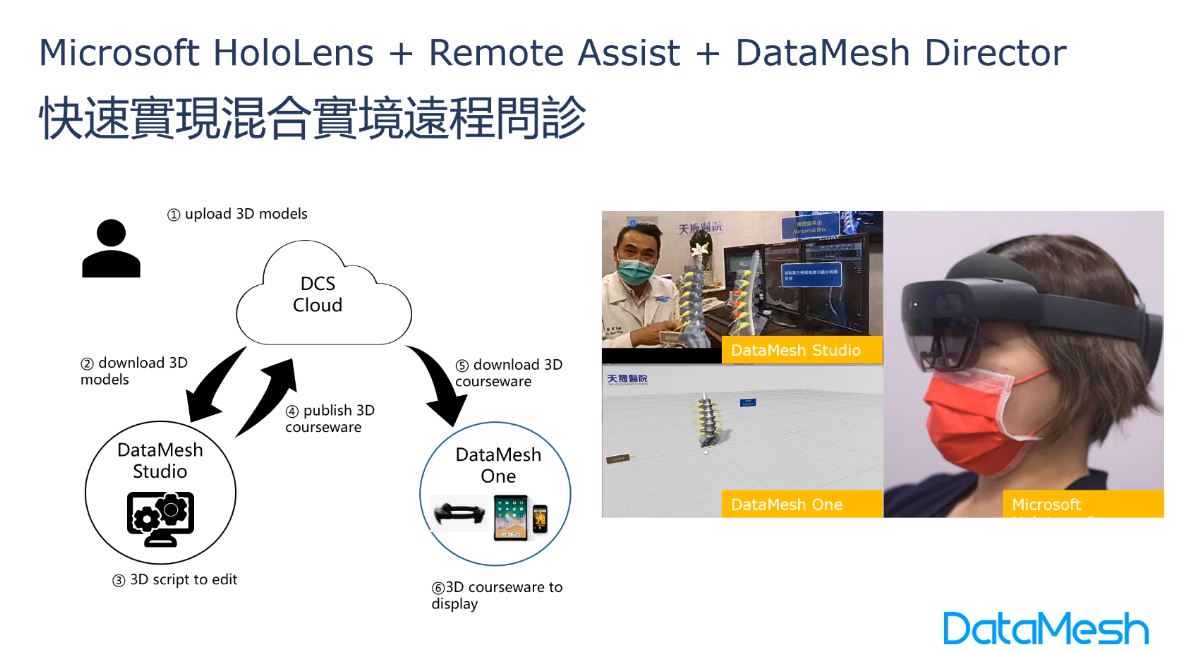 Microsoft HoloLens + Remote Assist + DataMesh Director
快速實現混合實境遠程問診
① upload 3D models
DCS
Cloud
② download 3D
models
④ publish 3D
courseware
⑤ download 3D
courseware
DataMesh
Studio
DataMesh
One
③ 3D script to edit
⑥3D courseware to
display
天晟醫院
Abnormal Disc
DataMesh Studio
天晟醫院
DataMesh One
Microsoft
DataMesh